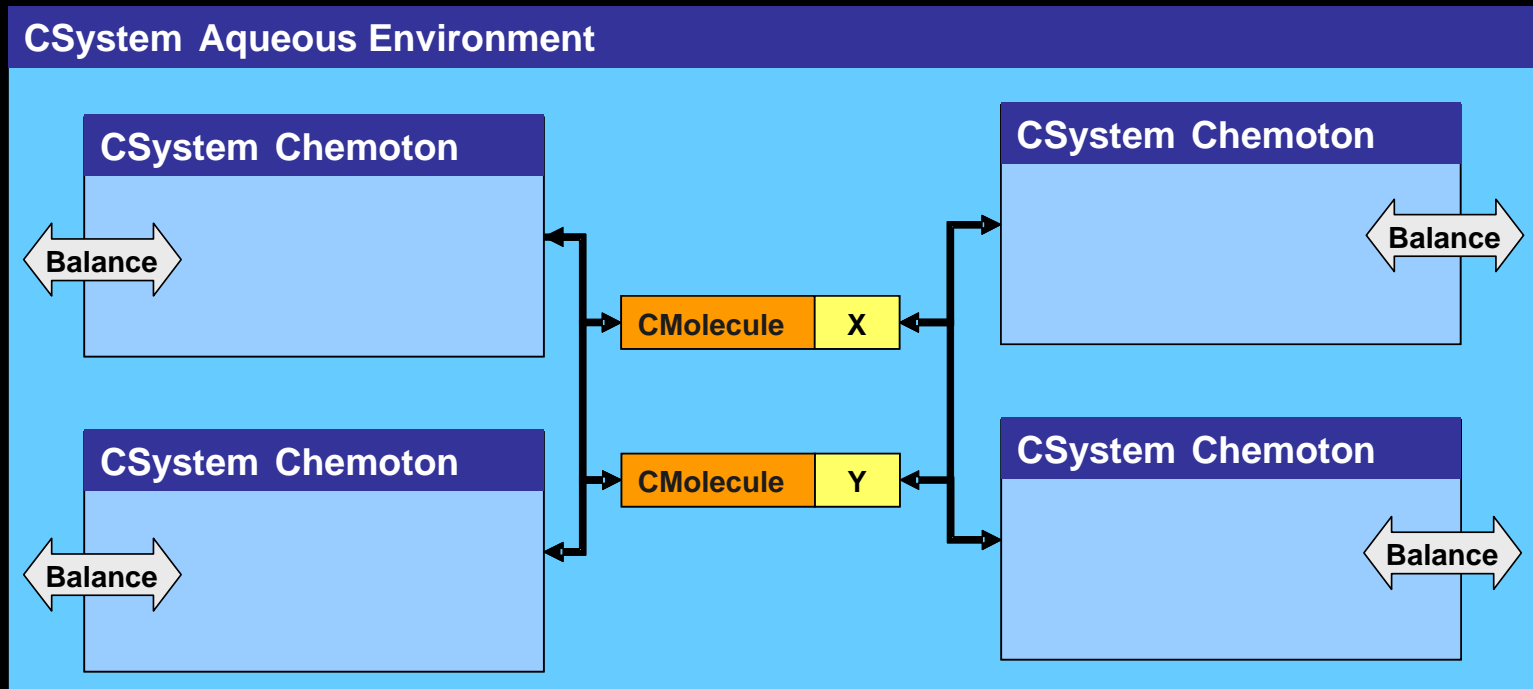 CSystem Aqueous Environment
CSystem Chemoton
CSystem Chemoton
Balance
Balance
CMolecule X
CSystem Chemoton
CSystem Chemoton
CMolecule Y
Balance
Balance